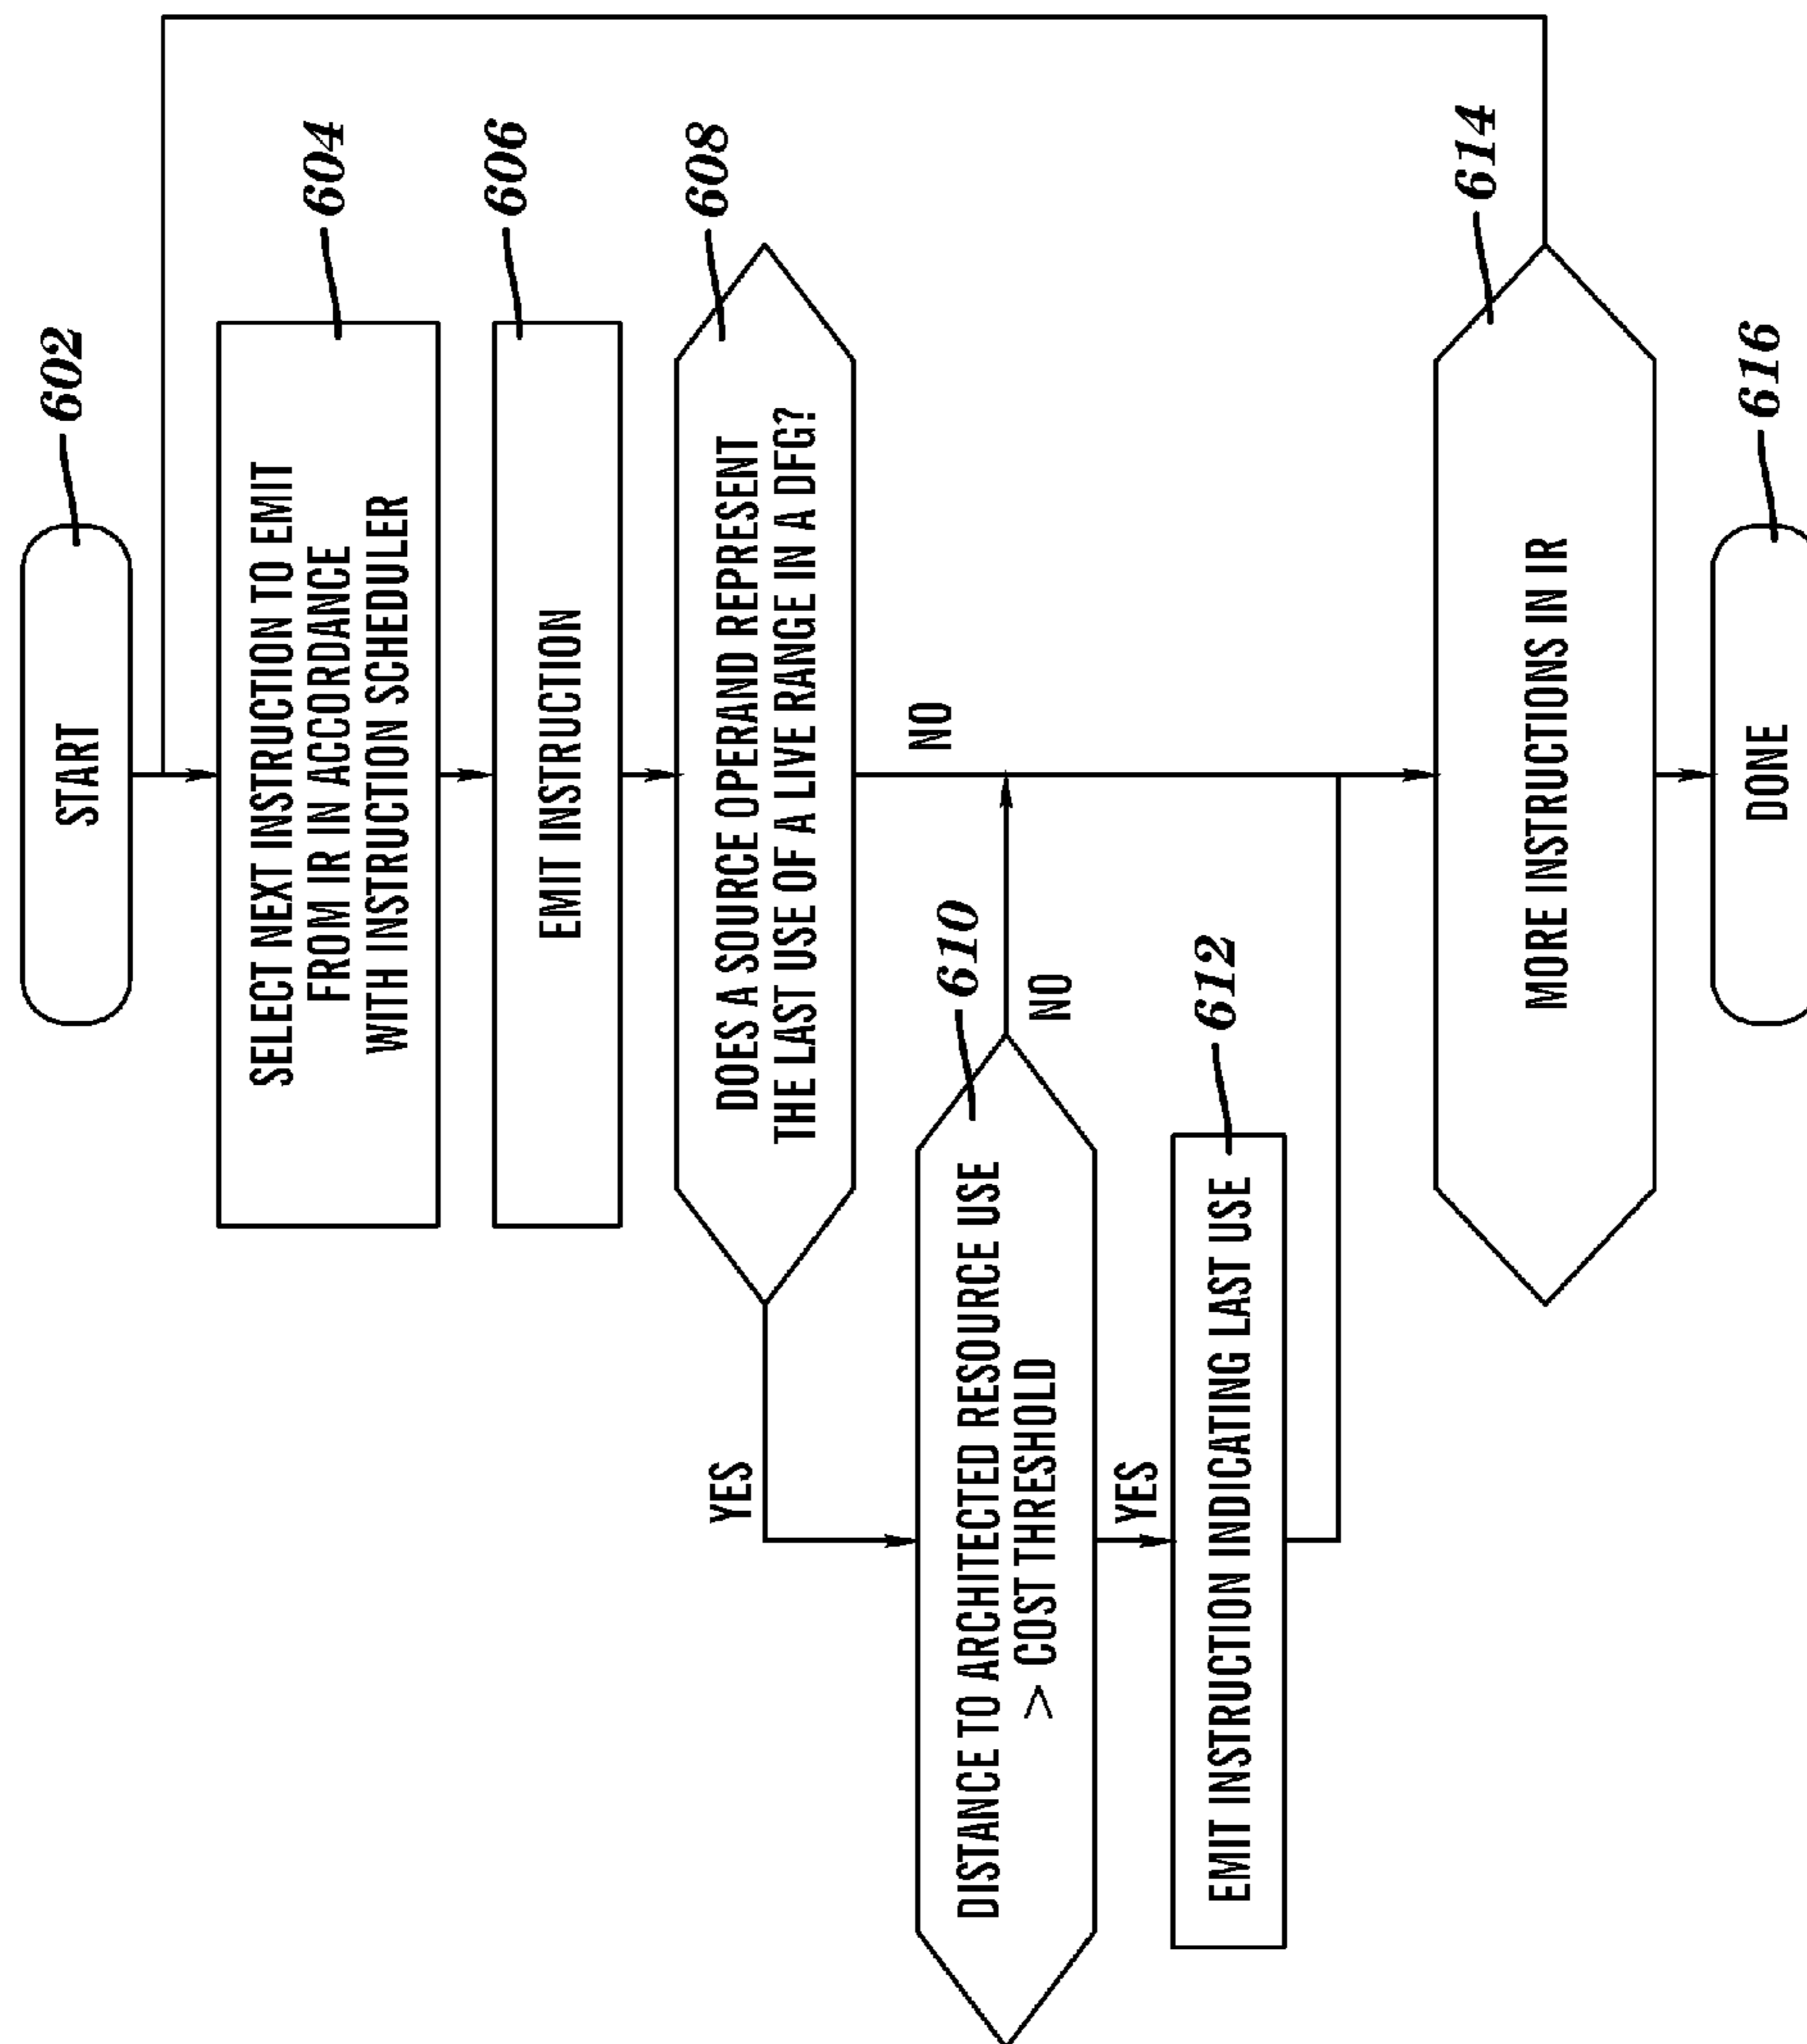 START
602
SELECT NEXT INSTRUCTION TO EMIT
FROM IR IN ACCORDANCE
WITH INSTRUCTION SCHEDULER
604
EMIT INSTRUCTION
606
DOES A SOURCE OPERAND REPRESENT
THE LAST USE OF A LIVE RANGE IN A DFG?
608
YES
NO
DISTANCE TO ARCHITECTED RESOURCE USE
> COST THRESHOLD
610
NO
YES
EMIT INSTRUCTION INDICATING LAST USE
612
MORE INSTRUCTIONS IN IR
614
DONE
616